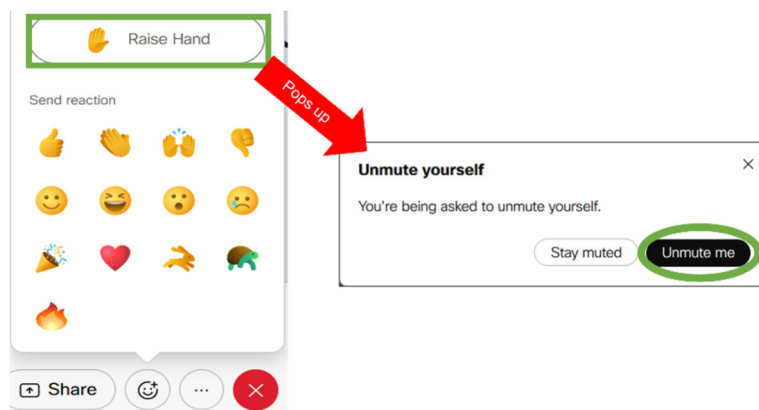 Raise Hand
Send reaction
Pops up
Unmute yourself
You're being asked to unmute yourself.
Stay muted
Unmute me
Share